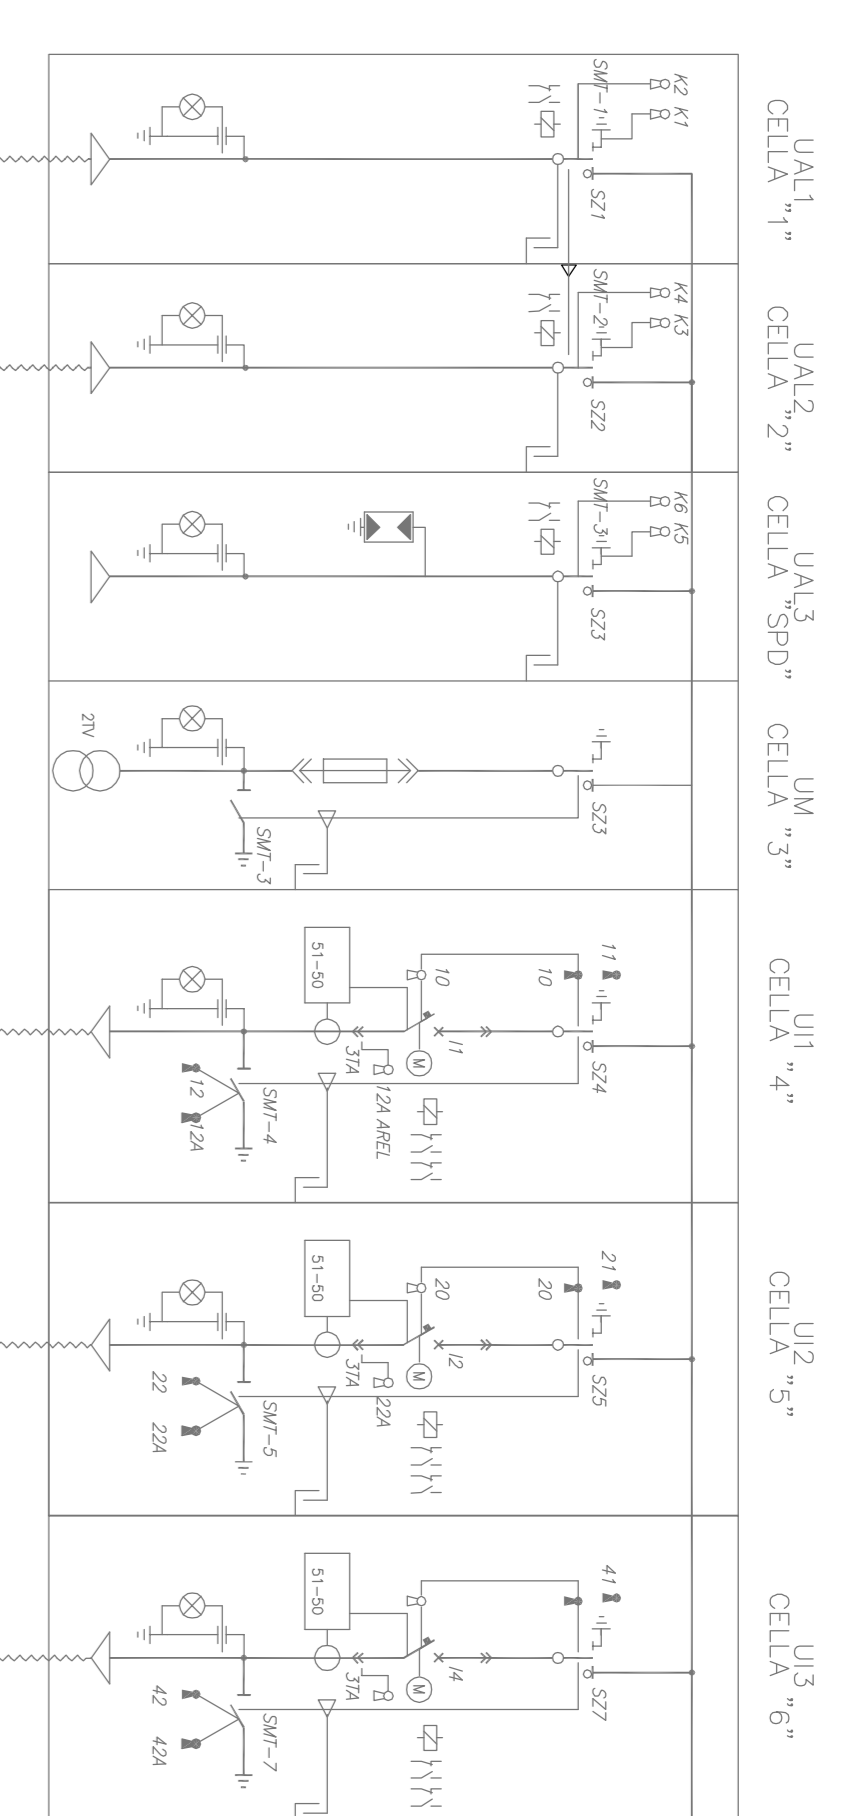 UAL1
CELLA "1"
K2 K1
SMT-1
SZ1
UAL2
CELLA "2"
K4 K3
SMT-2
SZ2
UAL3
CELLA "SPD"
K6 K5
SMT-3
SZ3
UM
CELLA "3"
SZ3
SMT-3
2TV
UI1
CELLA "4"
11
10
SZ4
10
I1
M
51-50
3TA
12A AREL
SMT-4
12
12A
UI2
CELLA "5"
21
20
SZ5
20
I2
M
51-50
3TA
22A
SMT-5
22
22A
UI3
CELLA "6"
41
SZ7
I4
M
51-50
3TA
SMT-7
42
42A